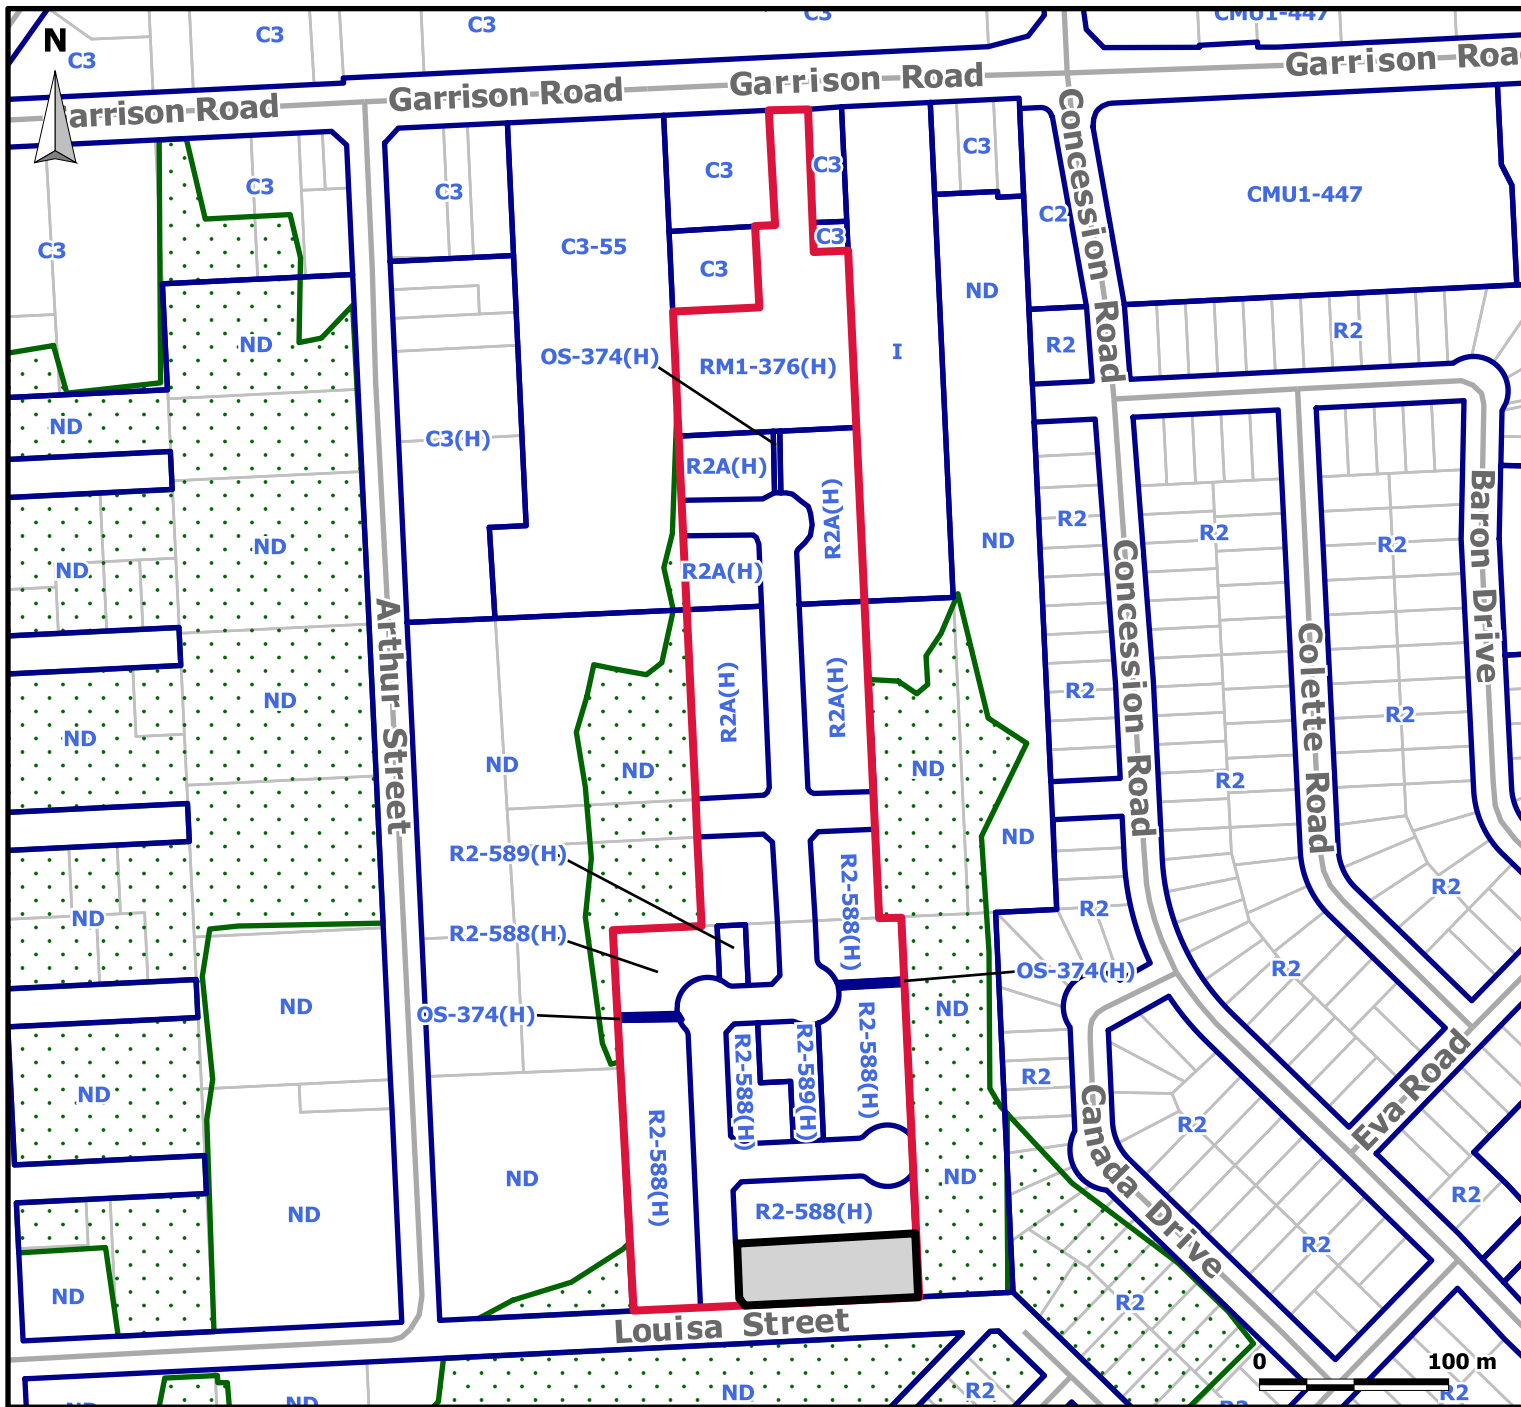 C3
CMU1-447
C3
C3
N
C3
Garrison Road
Garrison Road
Garrison Road
arrison Road
Concession Road
C3
C3
C3
C3
C3
CMU1-447
C2
C3
C3-55
C3
C3
ND
R2
ND
R2
OS-374(H)
I
RM1-376(H)
ND
C3(H)
R2A(H)
Baron Drive
R2A(H)
R2
R2
R2
ND
ND
ND
R2A(H)
Concession Road
Arthur Street
Colette Road
R2
ND
R2A(H)
R2A(H)
R2
ND
ND
ND
ND
R2
ND
R2-589(H)
R2-588(H)
R2
R2
ND
R2-588(H)
R2
OS-374(H)
ND
ND
OS-374(H)
R2-588(H)
R2-588(H)
R2-589(H)
R2
Eva Road
ND
Canada Drive
R2
R2-588(H)
ND
ND
R2
R2-588(H)
ND
R2
ND
R2
Louisa Street
0
100 m
ND
R2
R2
ND
ND
R2